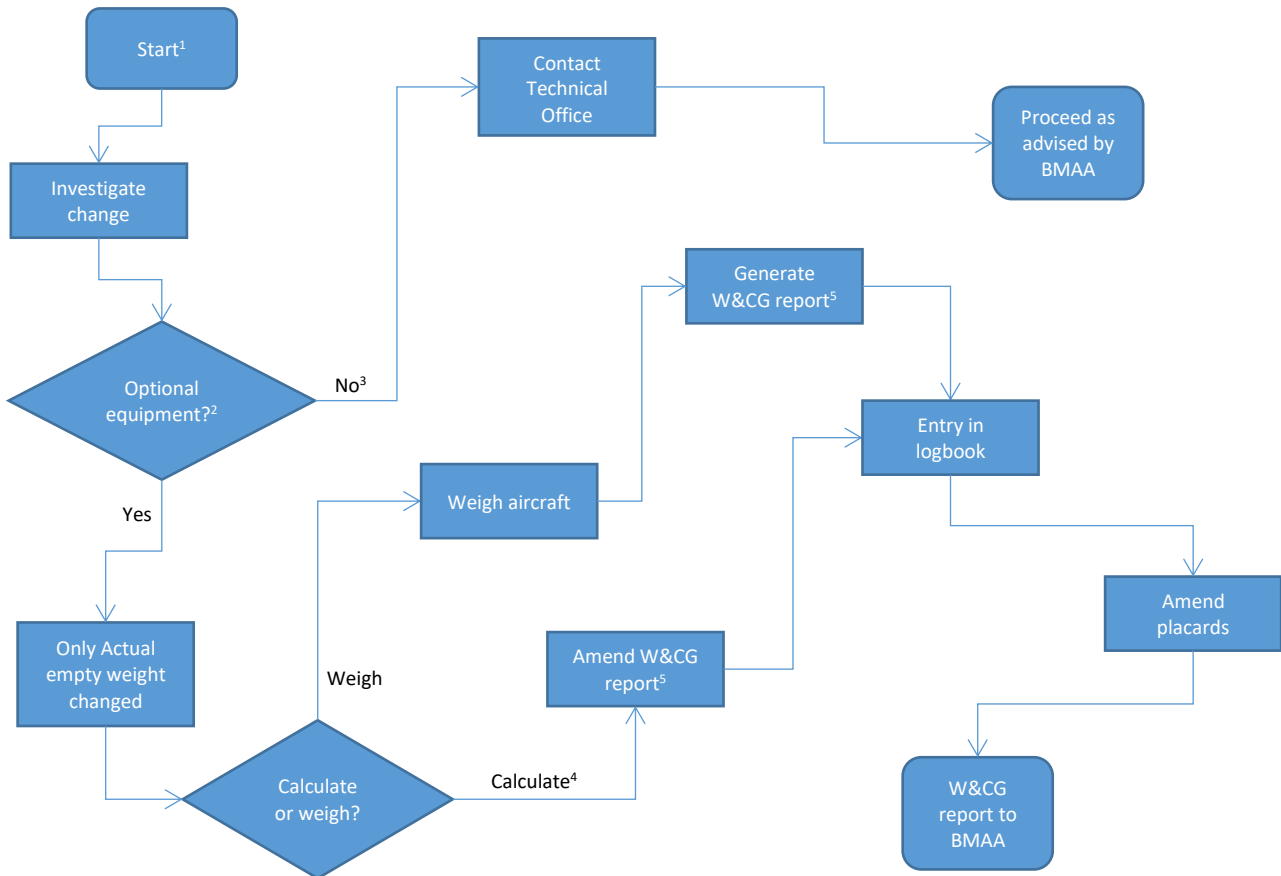 Start¹
Contact
Technical
Office
Proceed as
advised by
BMAA
Investigate
change
Generate
W&CG report⁵
Optional
equipment?²
No³
Entry in
logbook
Weigh aircraft
Yes
Amend
placards
Only Actual
empty weight
changed
Amend W&CG
report⁵
Weigh
Calculate
or weigh?
Calculate⁴
W&CG
report to
BMAA